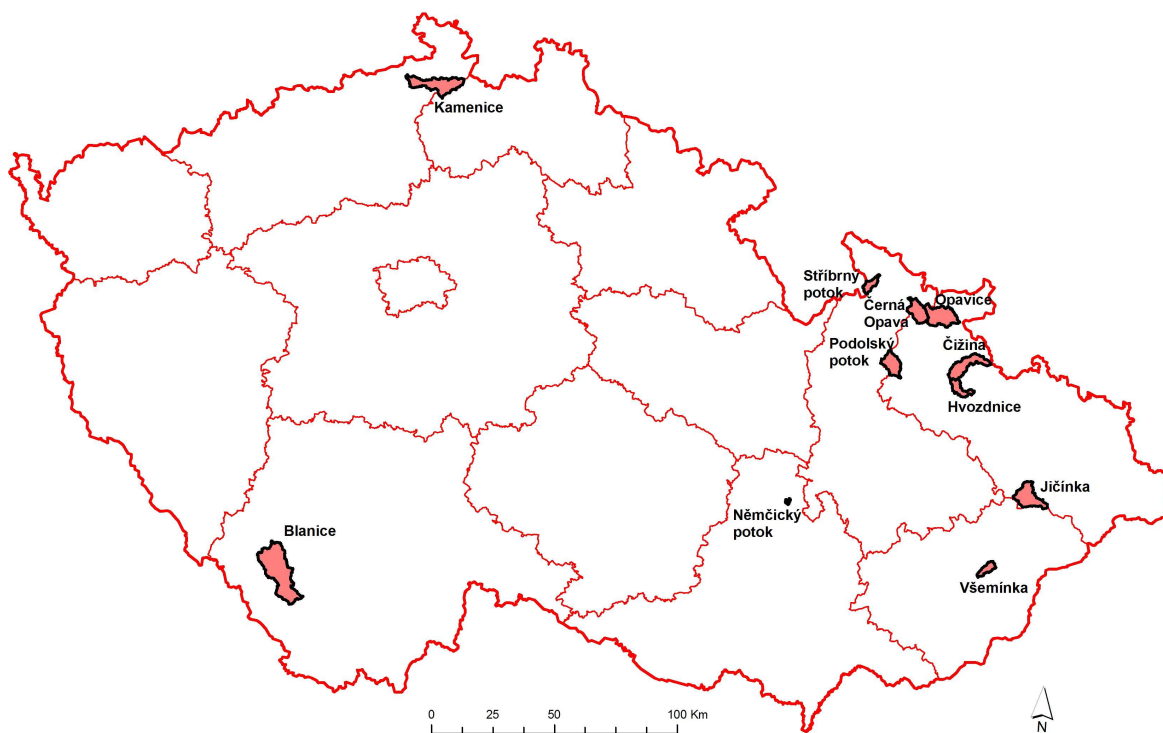 Kamenice
Stříbrný
potok
Černá
Opava
Opavice
Podolský
potok
Čižina
Hvozdnice
Jičínka
Němčický
potok
Blanice
Všemínka
0 25 50 100 Km
N